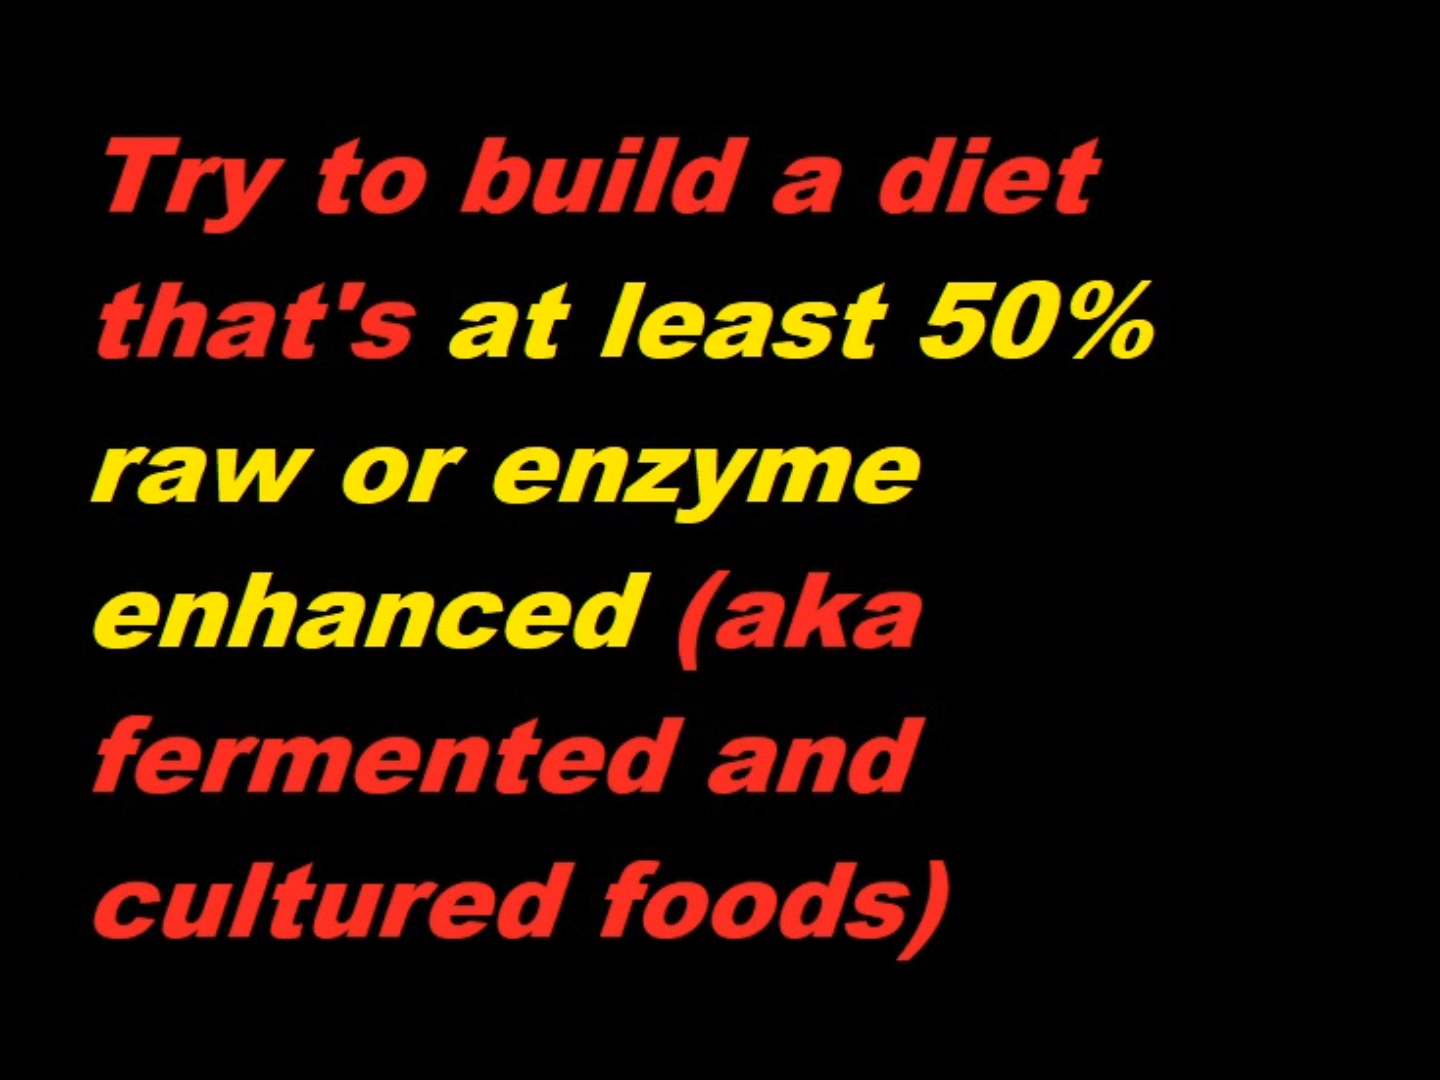 Try to build a diet
that's at least 50%
raw or enzyme
enhanced (aka
fermented and
cultured foods)